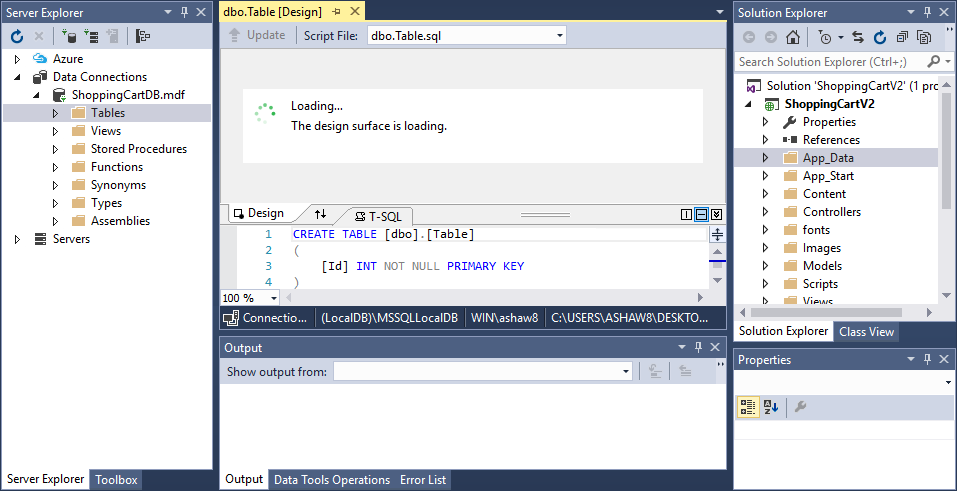 Server Explorer
Azure
Data Connections
ShoppingCartDB.mdf
Tables
Views
Stored Procedures
Functions
Synonyms
Types
Assemblies
Servers
Server Explorer Toolbox
dbo.Table [Design]
Update Script File: dbo.Table.sql
Loading...
The design surface is loading.
Design T-SQL
1 CREATE TABLE [dbo].[Table]
2 (
3 [Id] INT NOT NULL PRIMARY KEY
4 )
100 %
Connectio... (LocalDB)\MSSQLLocalDB WIN\ashaw8 C:\USERS\ASHAW8\DESKTO...
Output
Show output from:
Output Data Tools Operations Error List
Solution Explorer
Search Solution Explorer (Ctrl+;)
Solution 'ShoppingCartV2' (1 pro
ShoppingCartV2
Properties
References
App_Data
App_Start
Content
Controllers
fonts
Images
Models
Scripts
Views
Solution Explorer Class View
Properties